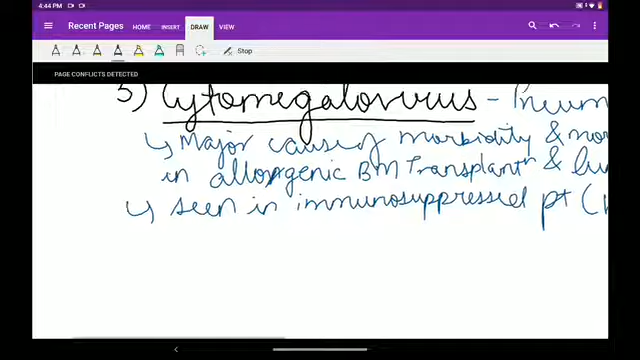 4:44 PM
Recent Pages HOME INSERT DRAW VIEW
Stop
PAGE CONFLICTS DETECTED
5) Cytomegalovirus - Pneum
↳ Major cause of morbidity & mor
in allogenic BM Transplantn & lu
↳ seen in immunosuppressed pt (